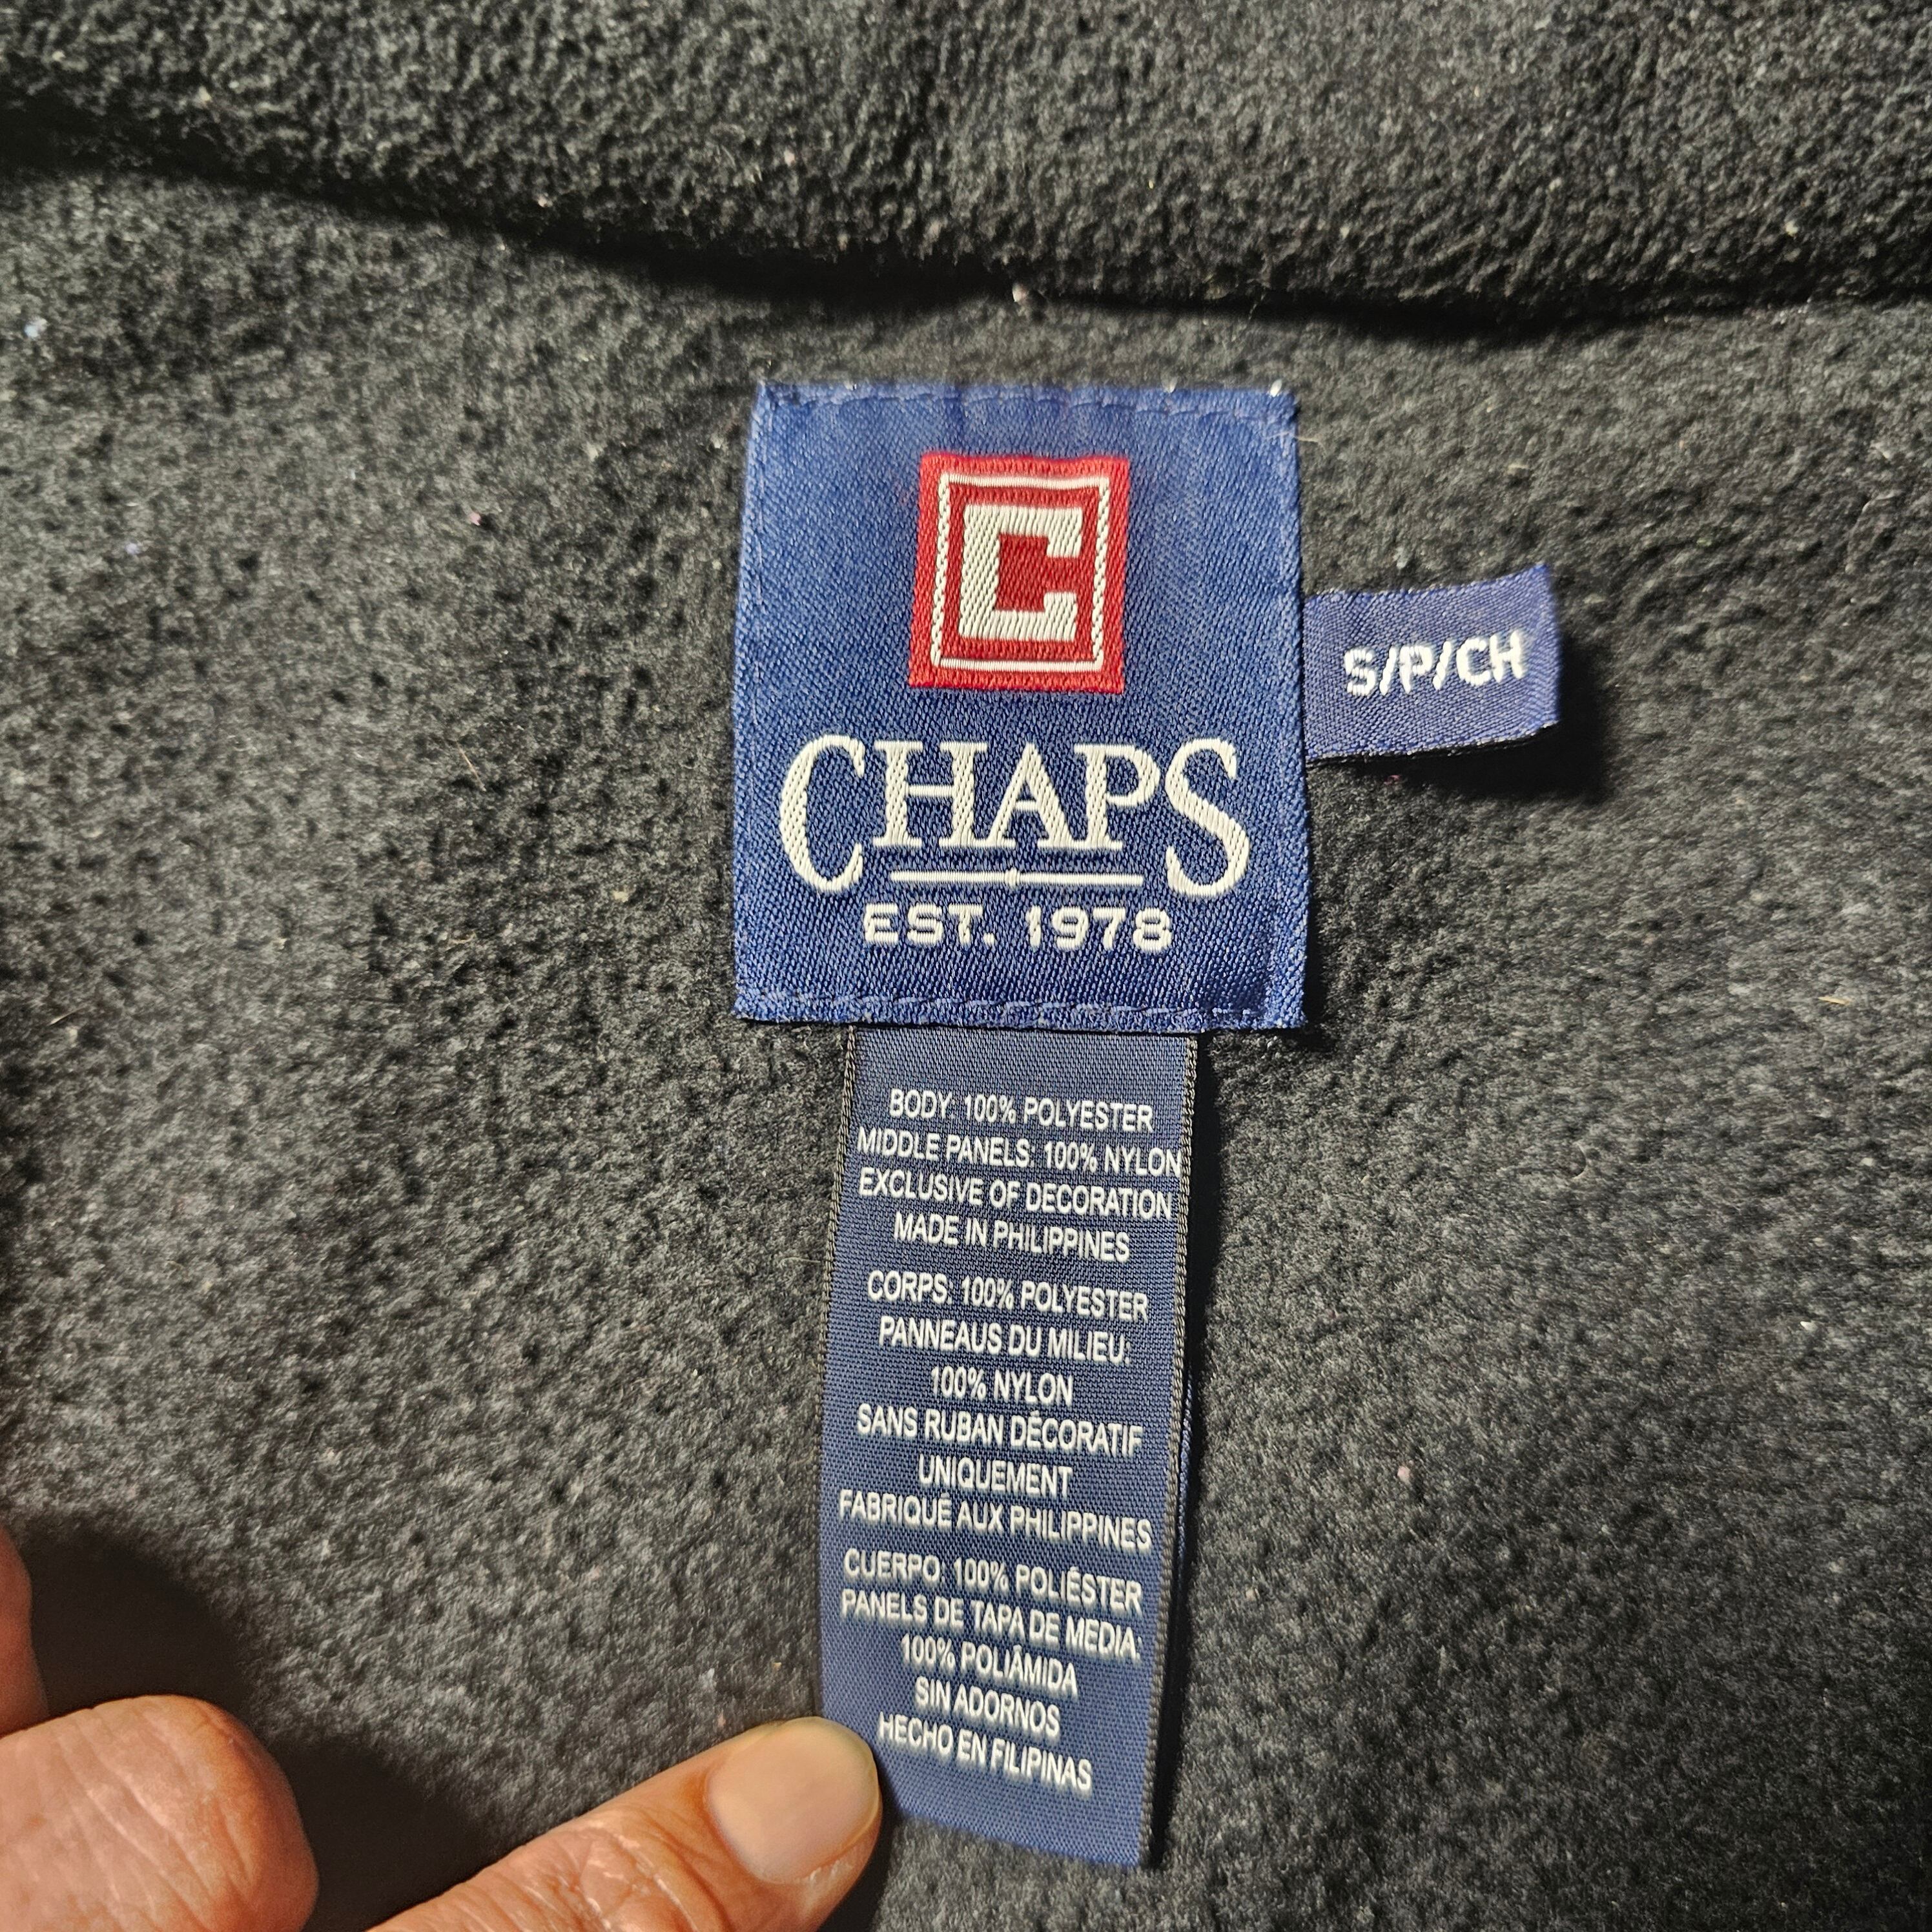 C
CHAPS
EST. 1978
S/P/CH
BODY: 100% POLYESTER
MIDDLE PANELS: 100% NYLON
EXCLUSIVE OF DECORATION
MADE IN PHILIPPINES
CORPS: 100% POLYESTER
PANNEAUS DU MILIEU:
100% NYLON
SANS RUBAN DÉCORATIF
UNIQUEMENT
FABRIQUÉ AUX PHILIPPINES
CUERPO: 100% POLIÉSTER
PANELS DE TAPA DE MEDIA:
100% POLIÁMIDA
SIN ADORNOS
HECHO EN FILIPINAS